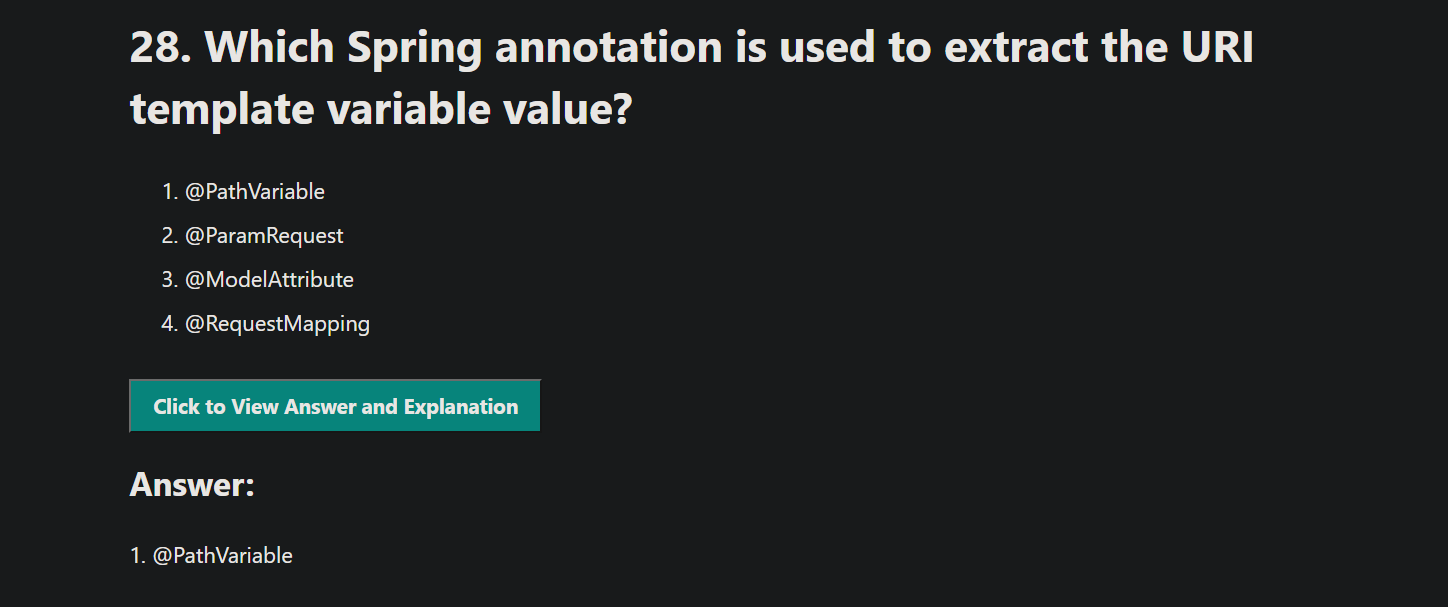 28. Which Spring annotation is used to extract the URI
template variable value?
1. @PathVariable
2. @ParamRequest
3. @ModelAttribute
4. @RequestMapping
Click to View Answer and Explanation
Answer:
1. @PathVariable